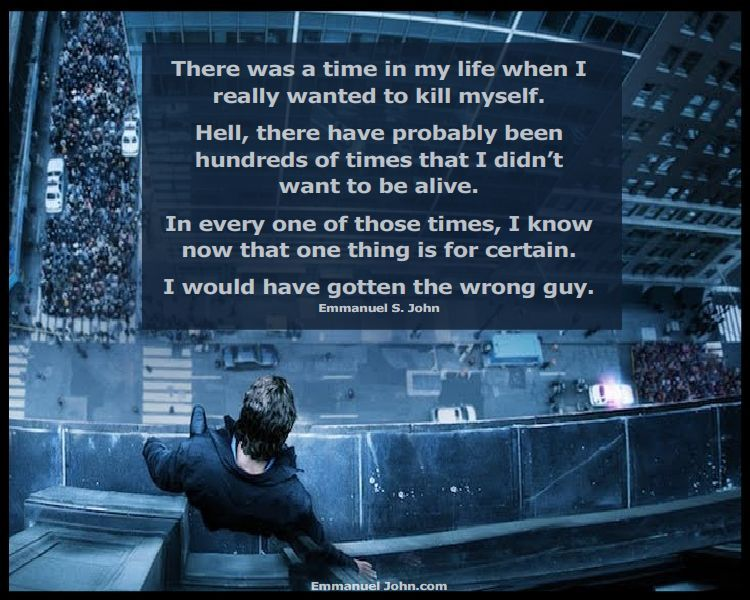 There was a time in my life when I
really wanted to kill myself.
Hell, there have probably been
hundreds of times that I didn’t
want to be alive.
In every one of those times, I know
now that one thing is for certain.
I would have gotten the wrong guy.
Emmanuel S. John
Emmanuel John.com